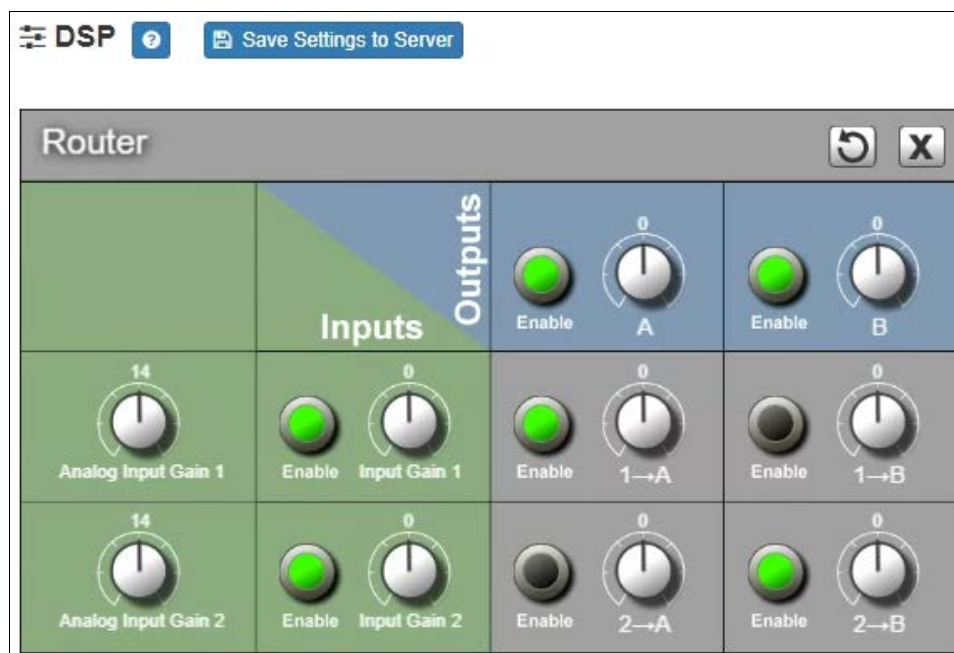 DSP ? Save Settings to Server
Router X
Outputs
Inputs
0 0
Enable A Enable B
14 0 0 0
Analog Input Gain 1 Enable Input Gain 1 Enable 1→A Enable 1→B
14 0 0 0
Analog Input Gain 2 Enable Input Gain 2 Enable 2→A Enable 2→B